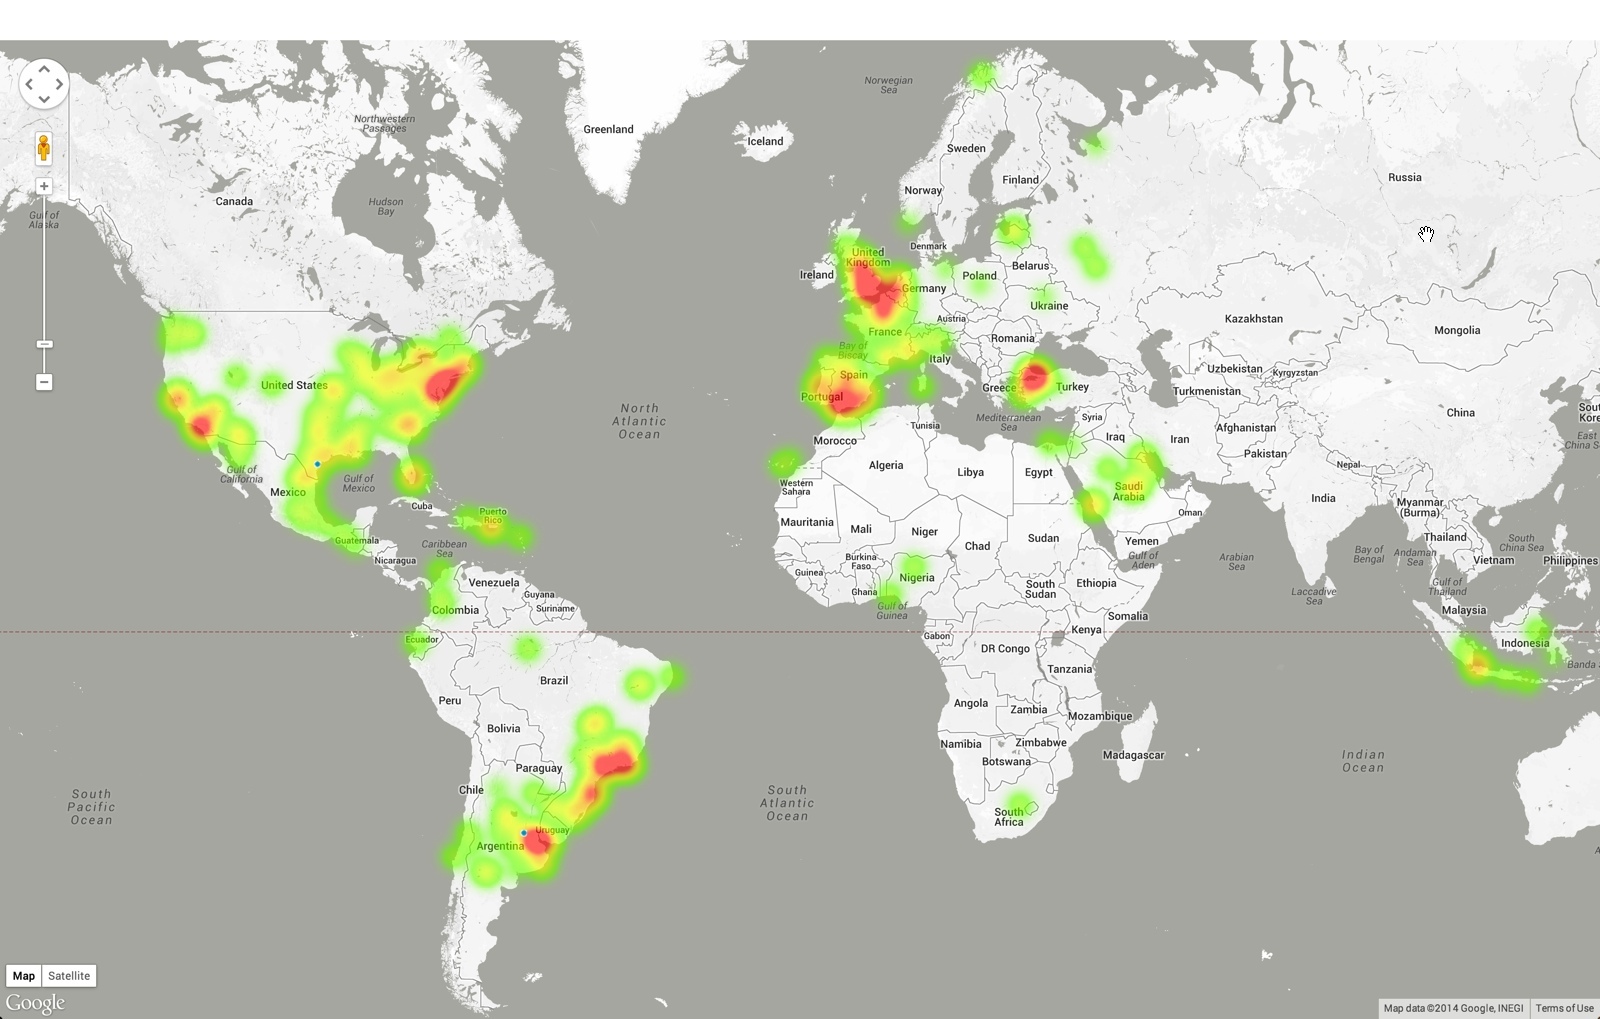 Greenland
Iceland
Norwegian
Sea
Northwestern
Passages
Sweden
Finland
Russia
Norway
Canada
Hudson
Bay
Gulf of
Alaska
United
Kingdom
Denmark
Ireland
Belarus
Poland
Germany
Ukraine
Kazakhstan
Austria
Mongolia
France
Romania
Bay of
Biscay
Italy
Uzbekistan
Kyrgyzstan
Spain
Turkmenistan
United States
Greece
Turkey
Portugal
China
North
Atlantic
Ocean
South
Kore
Mediterranean
Sea
Syria
Tunisia
Afghanistan
Iraq
Iran
East
China S
Morocco
Pakistan
Algeria
Libya
Egypt
Nepal
Gulf of
California
Gulf of
Mexico
Western
Sahara
Saudi
Arabia
India
Mexico
Cuba
Puerto
Rico
Myanmar
(Burma)
Oman
Mauritania
Mali
Niger
Sudan
Yemen
Thailand
South
China Sea
Guatemala
Caribbean
Sea
Chad
Gulf of
Aden
Arabian
Sea
Bay of
Bengal
Andaman
Sea
Vietnam
Philippines
Nicaragua
Burkina
Faso
Guinea
Nigeria
Venezuela
Ghana
South
Sudan
Ethiopia
Laccadive
Sea
Gulf of
Thailand
Guyana
Suriname
Colombia
Gulf of
Guinea
Somalia
Malaysia
Ecuador
Gabon
Kenya
Indonesia
DR Congo
Banda
Tanzania
Brazil
Peru
Angola
Zambia
Mozambique
Bolivia
Namibia
Zimbabwe
Botswana
Madagascar
Indian
Ocean
Paraguay
Chile
South
Pacific
Ocean
South
Atlantic
Ocean
South
Africa
Uruguay
Argentina
A
Map
Satellite
Google
Map data ©2014 Google, INEGI
Terms of Use